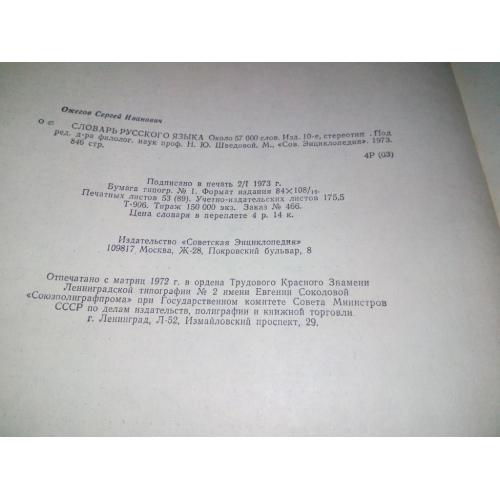 Ожегов Сергей Иванович
О 45 СЛОВАРЬ РУССКОГО ЯЗЫКА Около 57 000 слов. Изд. 10-е, стереотип. Под
ред. д-ра филолог. наук проф. Н. Ю. Шведовой. М., «Сов. Энциклопедия». 1973.
846 стр.
4Р (03)
Подписано в печать 2/I 1973 г.
Бумага типогр. № 1. Формат издания 84×108/16.
Печатных листов 53 (89). Учетно-издательских листов 175,5
Т-906. Тираж 150 000 экз. Заказ № 466.
Цена словаря в переплете 4 р. 14 к.
Издательство «Советская Энциклопедия»
109817 Москва, Ж-28, Покровский бульвар, 8
Отпечатано с матриц 1972 г. в ордена Трудового Красного Знамени
Ленинградской типографии № 2 имени Евгении Соколовой
«Союзполиграфпрома» при Государственном комитете Совета Министров
СССР по делам издательств, полиграфии и книжной торговли.
г. Ленинград, Л-52, Измайловский проспект, 29.